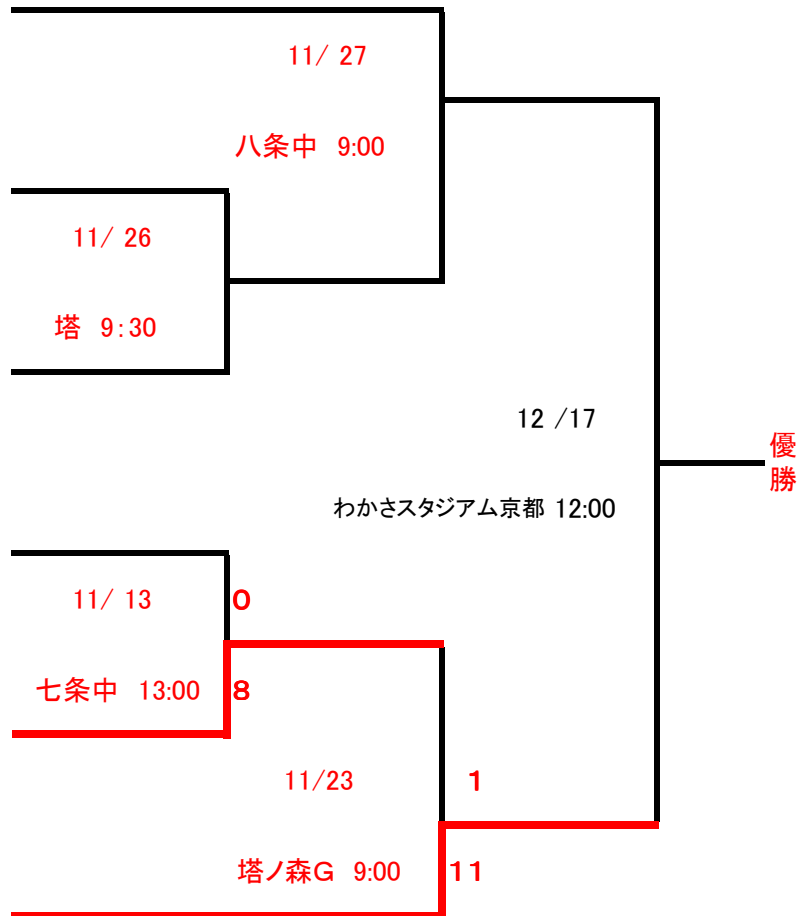 11/ 27
八条中 9:00
11/ 26
塔 9:30
12 /17
優勝
わかさスタジアム京都 12:00
11/ 13
0
七条中 13:00
8
11/23
1
塔ノ森G 9:00
11